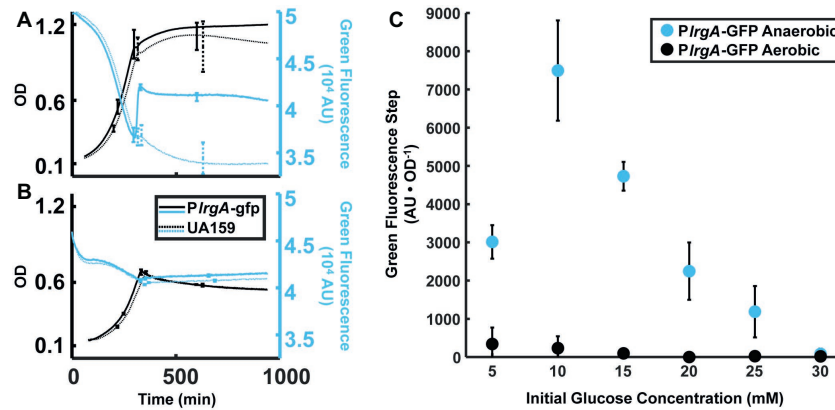 A
1.2
0.6
0.1
OD
5
4.5
4
3.5
Green Fluorescence
(10⁴ AU)
B
1.2
0.6
0.1
OD
PlrgA-gfp
UA159
5
4.5
4
3.5
Green Fluorescence
(10⁴ AU)
0
500
1000
Time (min)
C
9000
8000
7000
6000
5000
4000
3000
2000
1000
0
Green Fluorescence Step
(AU • OD⁻¹)
PlrgA-GFP Anaerobic
PlrgA-GFP Aerobic
5
10
15
20
25
30
Initial Glucose Concentration (mM)